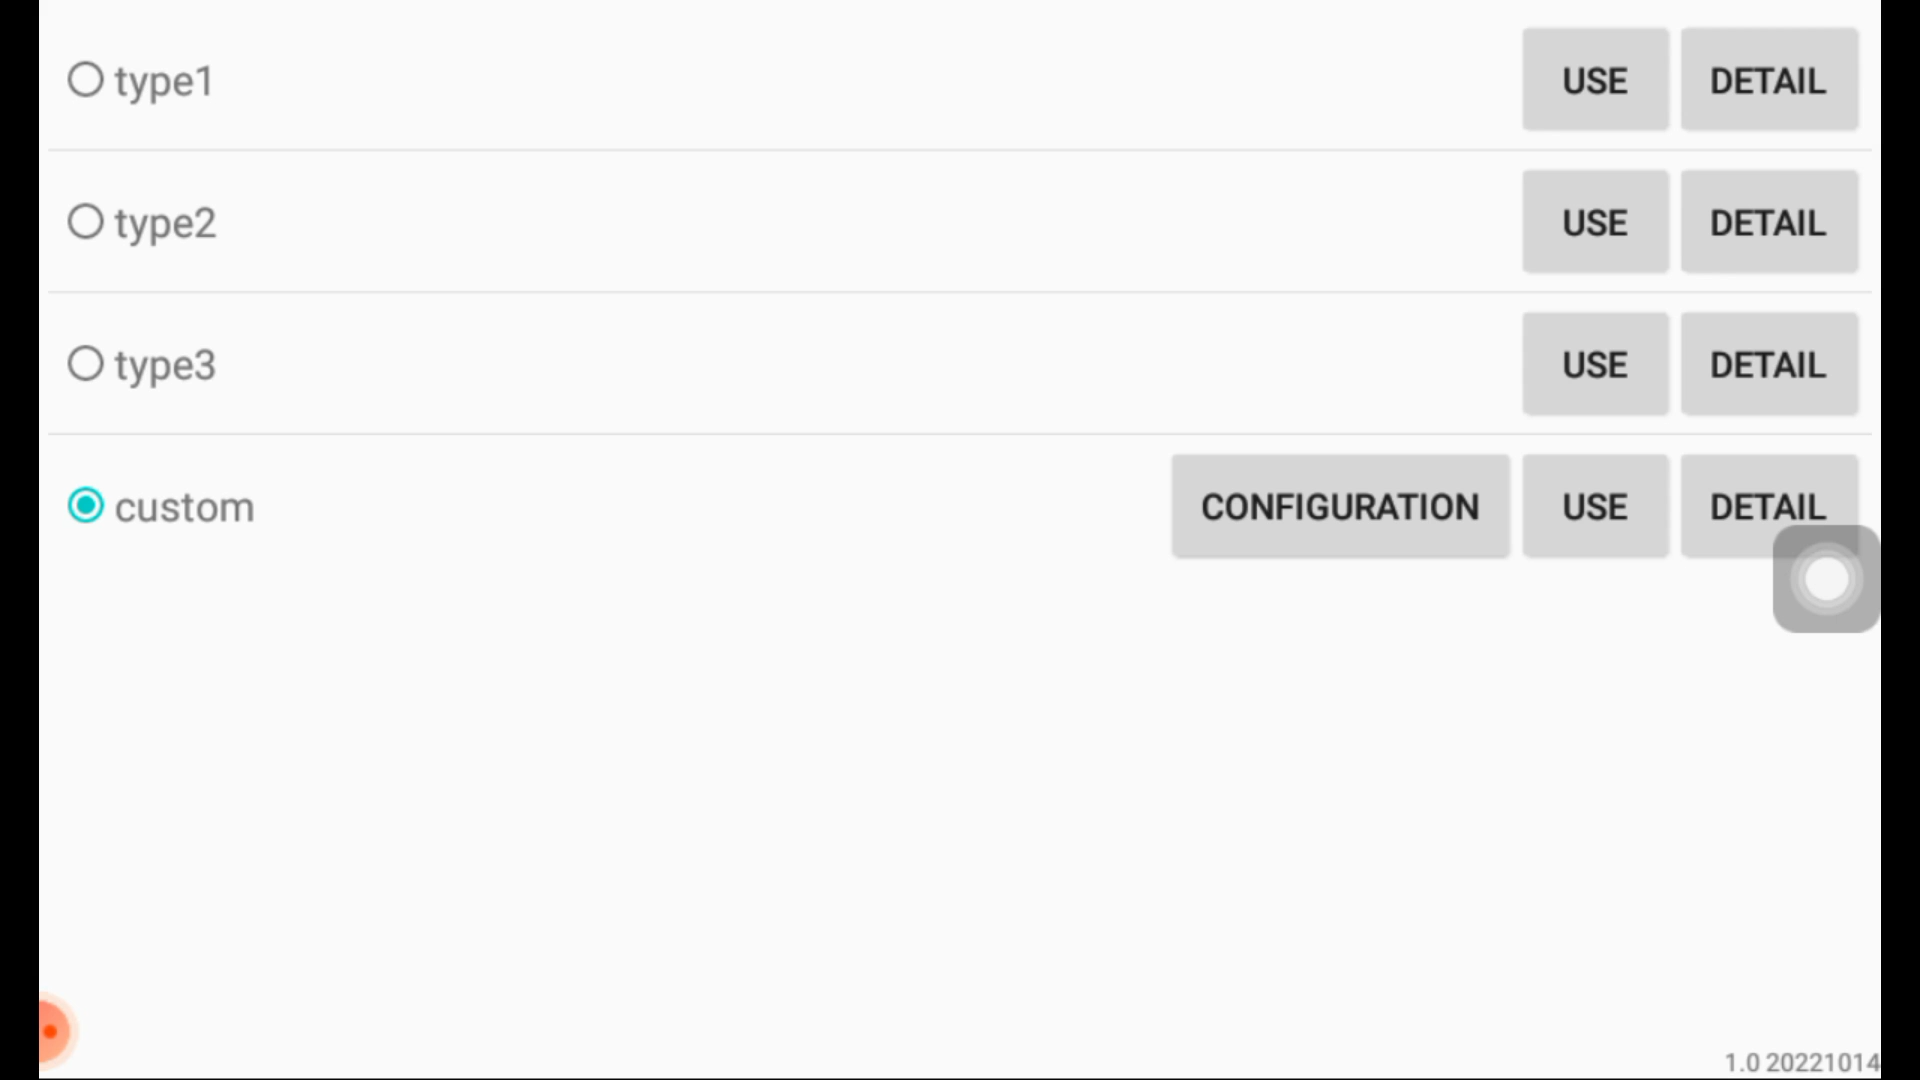 type1 USE DETAIL
type2 USE DETAIL
type3 USE DETAIL
custom CONFIGURATION USE DETAIL
1.0 20221014